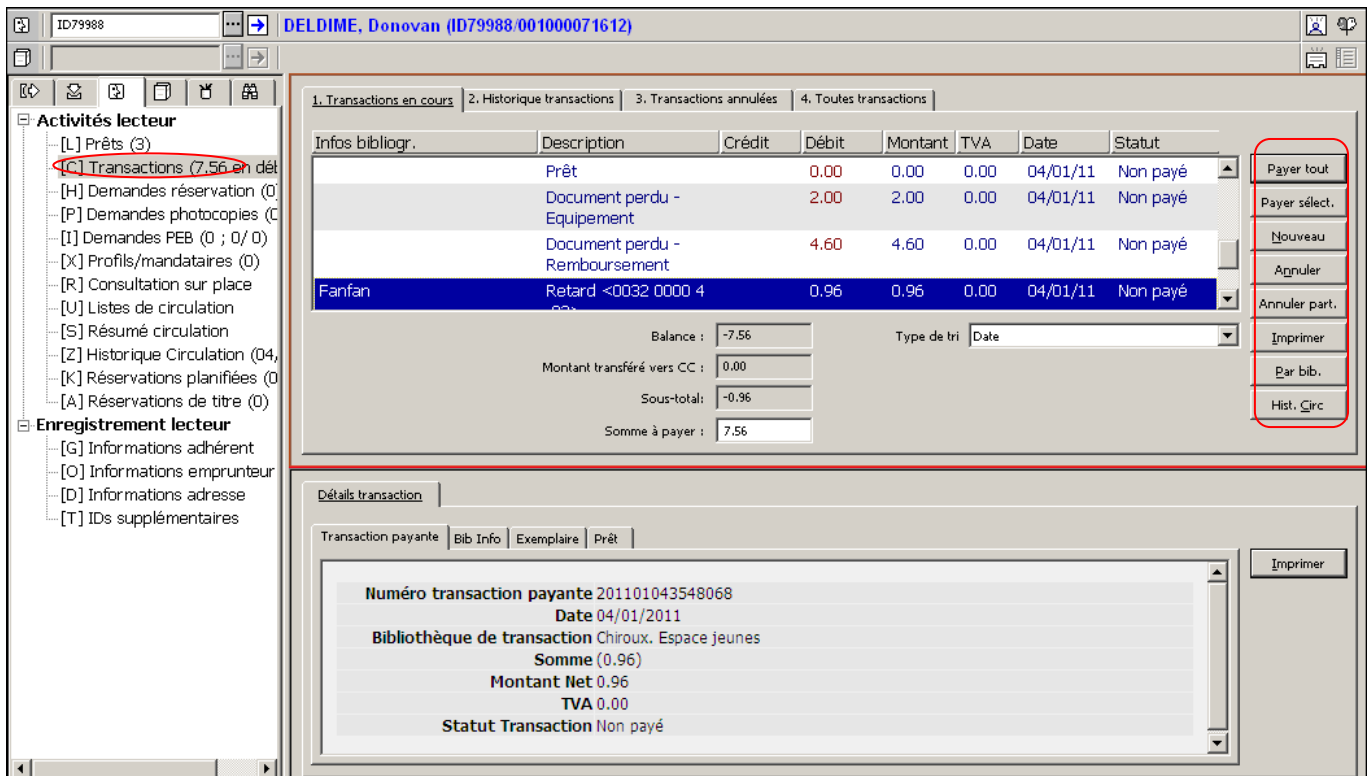 ID79988 ... DELDIME, Donovan (ID79988/001000071612)
...
Activités lecteur
[L] Prêts (3)
[C] Transactions (7.56 en déb
[H] Demandes réservation (0
[P] Demandes photocopies (0
[I] Demandes PEB (0 ; 0/ 0)
[X] Profils/mandataires (0)
[R] Consultation sur place
[U] Listes de circulation
[S] Résumé circulation
[Z] Historique Circulation (04,
[K] Réservations planifiées (0
[A] Réservations de titre (0)
Enregistrement lecteur
[G] Informations adhérent
[O] Informations emprunteur
[D] Informations adresse
[T] IDs supplémentaires
1. Transactions en cours 2. Historique transactions 3. Transactions annulées 4. Toutes transactions
Infos bibliogr. Description Crédit Débit Montant TVA Date Statut
Prêt 0.00 0.00 0.00 04/01/11 Non payé
Document perdu - 2.00 2.00 0.00 04/01/11 Non payé
Equipement
Document perdu - 4.60 4.60 0.00 04/01/11 Non payé
Remboursement
Fanfan Retard <0032 0000 4 0.96 0.96 0.00 04/01/11 Non payé
Balance : -7.56 Type de tri Date
Montant transféré vers CC : 0.00
Sous-total: -0.96
Somme à payer : 7.56
Payer tout
Payer sélect.
Nouveau
Annuler
Annuler part.
Imprimer
Par bib.
Hist. Circ
Détails transaction
Transaction payante Bib Info Exemplaire Prêt
Numéro transaction payante 201101043548068
Date 04/01/2011
Bibliothèque de transaction Chiroux. Espace jeunes
Somme (0.96)
Montant Net 0.96
TVA 0.00
Statut Transaction Non payé
Imprimer